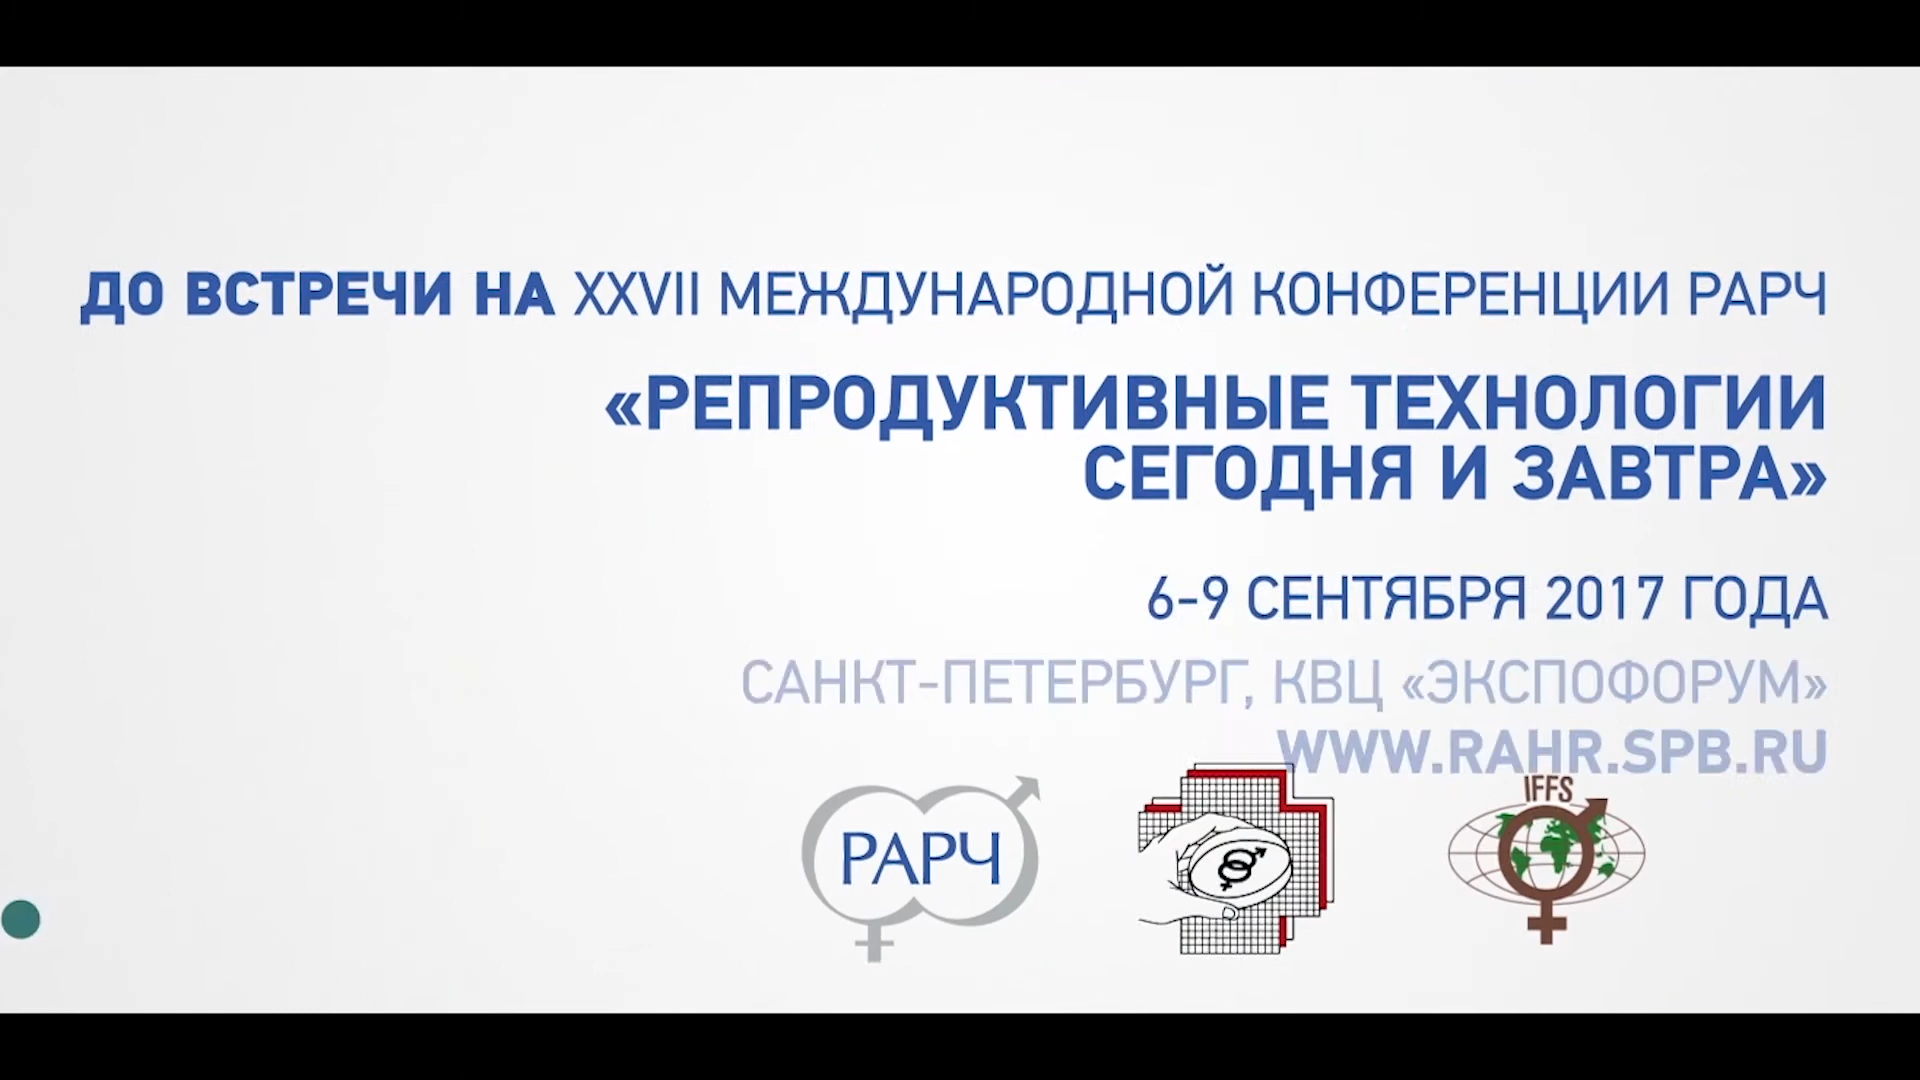 ДО ВСТРЕЧИ НА XXVII МЕЖДУНАРОДНОЙ КОНФЕРЕНЦИИ РАРЧ
«РЕПРОДУКТИВНЫЕ ТЕХНОЛОГИИ
СЕГОДНЯ И ЗАВТРА»
6-9 СЕНТЯБРЯ 2017 ГОДА
САНКТ-ПЕТЕРБУРГ, КВЦ «ЭКСПОФОРУМ»
WWW.RAHR.SPB.RU
РАРЧ
IFFS